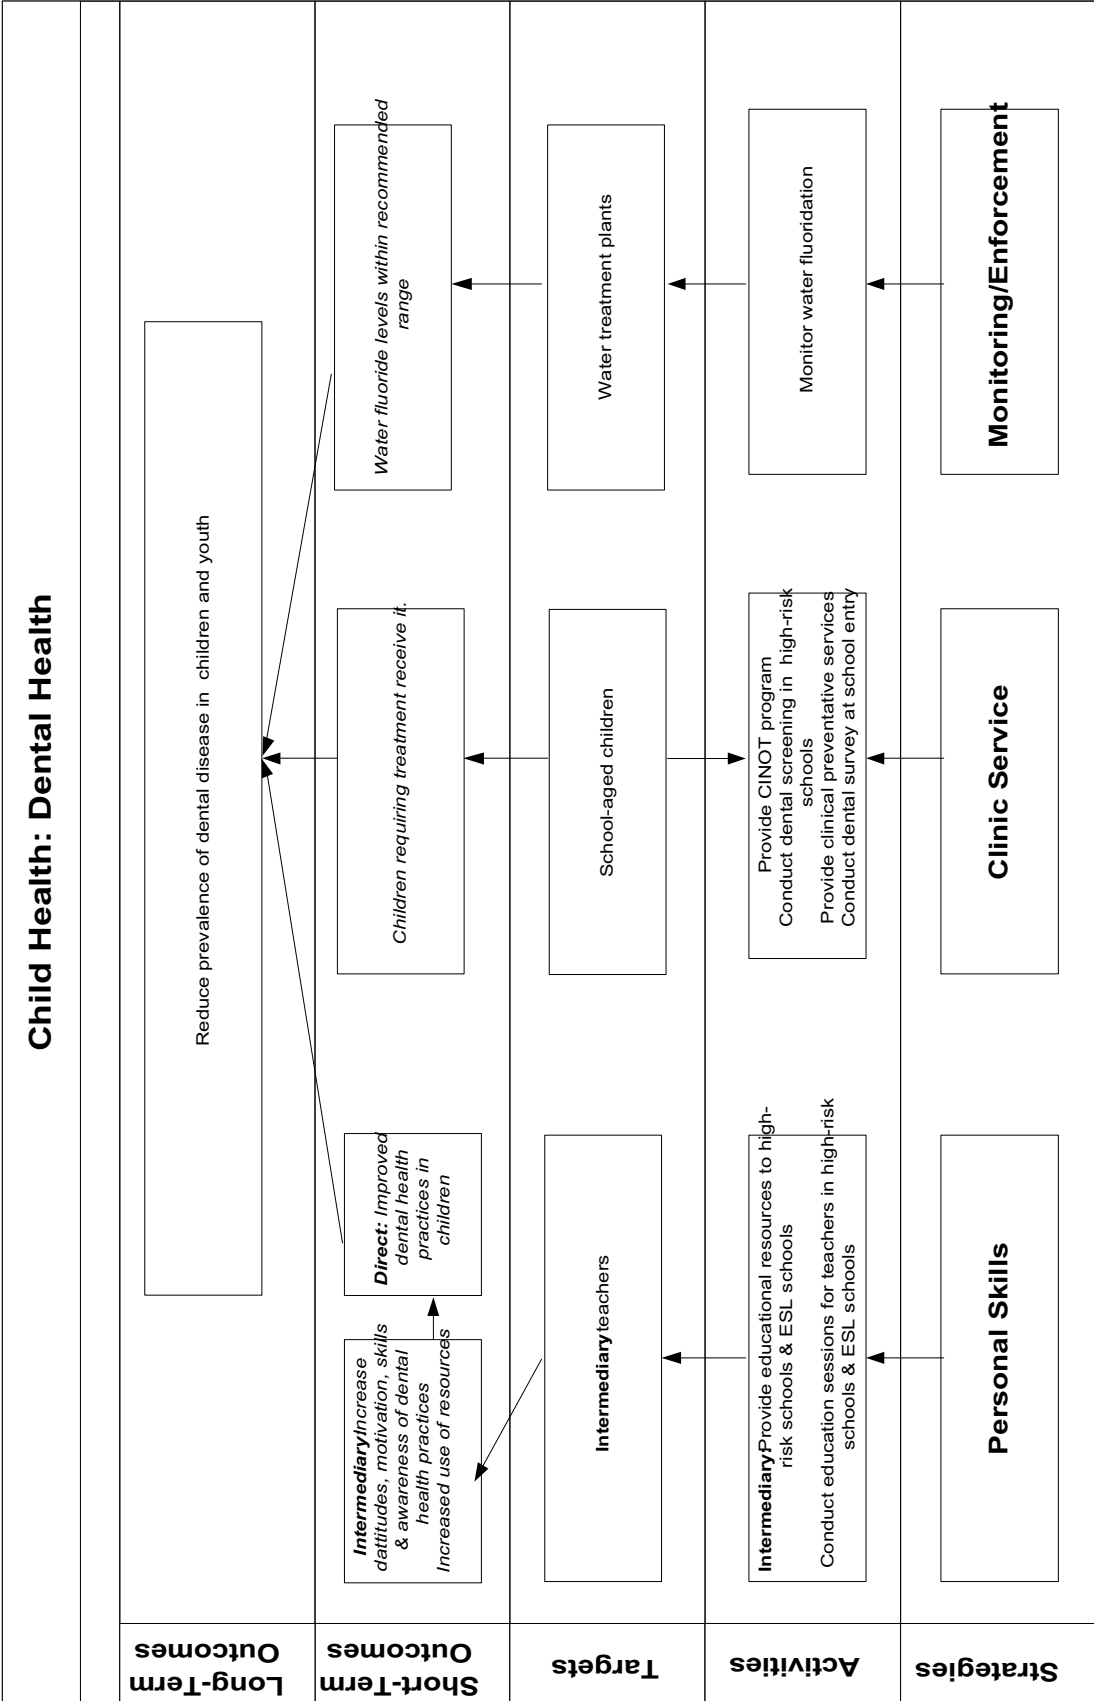 Child Health: Dental Health
Long-Term
Outcomes
Reduce prevalence of dental disease in children and youth
Short-Term
Outcomes
IntermediaryIncrease
dattitudes, motivation, skills
& awareness of dental
health practices
Increased use of resources
Direct: Improved
dental health
practices in
children
Children requiring treatment receive it.
Water fluoride levels within recommended
range
Targets
Intermediaryteachers
School-aged children
Water treatment plants
Activities
Intermediary:Provide educational resources to high-
risk schools & ESL schools
Conduct education sessions for teachers in high-risk
schools & ESL schools
Provide CINOT program
Conduct dental screening in high-risk
schools
Provide clinical preventative services
Conduct dental survey at school entry
Monitor water fluoridation
Strategies
Personal Skills
Clinic Service
Monitoring/Enforcement